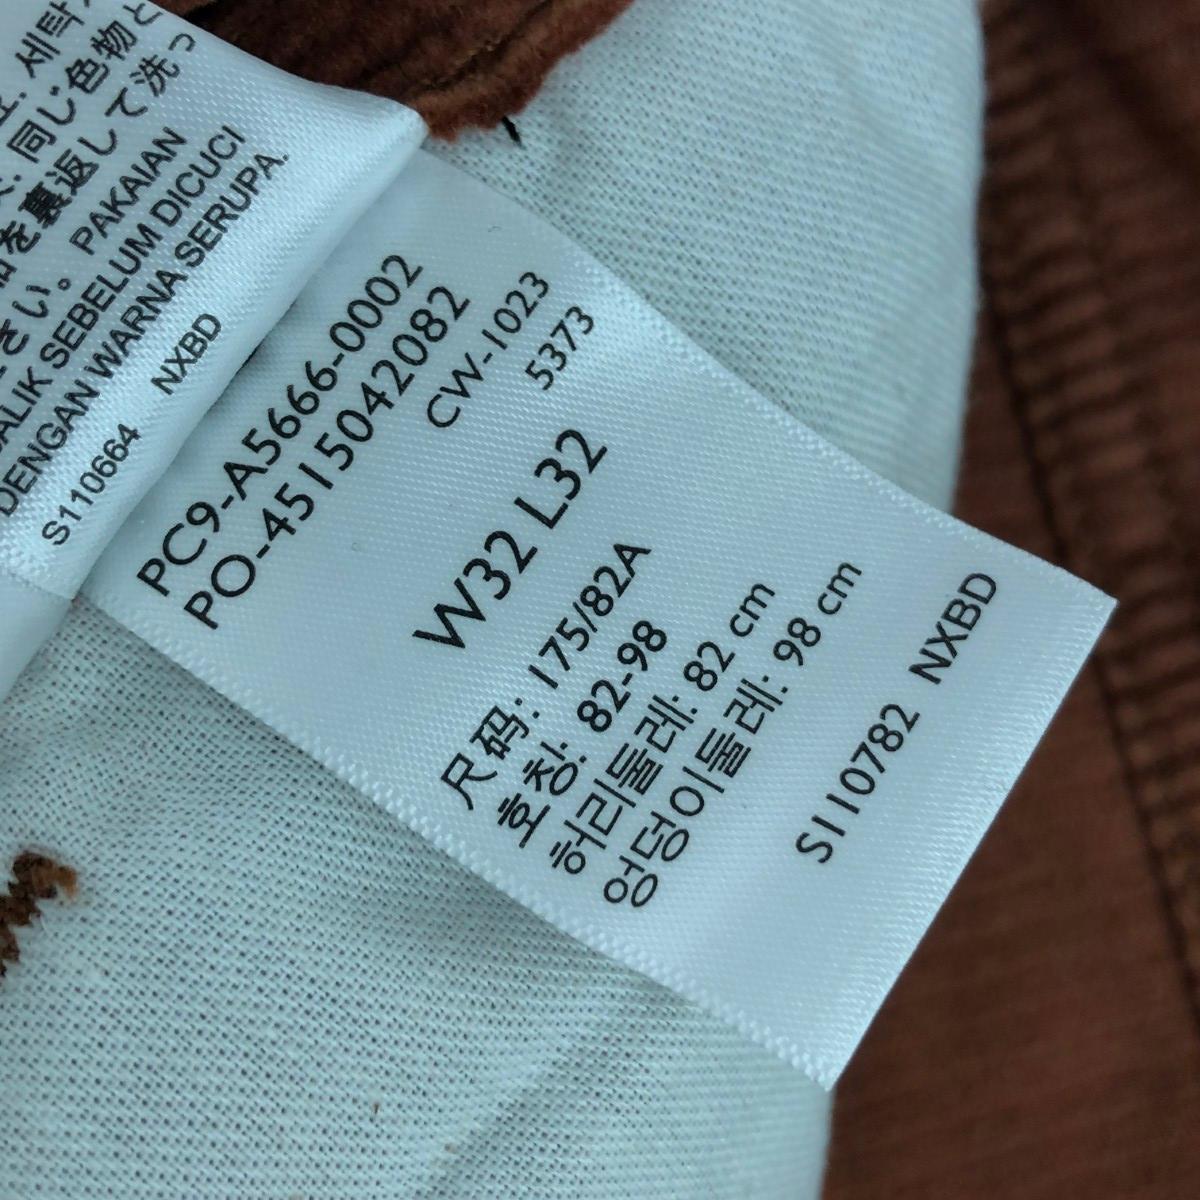 세탁
同じ色物と
を裏返して洗っ
さい。PAKAIAN
BALIK SEBELUM DICUCI
DENGAN WARNA SERUPA.
S110664 NXBD
PC9-A5666-0002
PO-4515042082
CW-1023
5373
W32 L32
尺码: 175/82A
호칭: 82-98
허리둘레: 82 cm
엉덩이둘레: 98 cm
S110782 NXBD